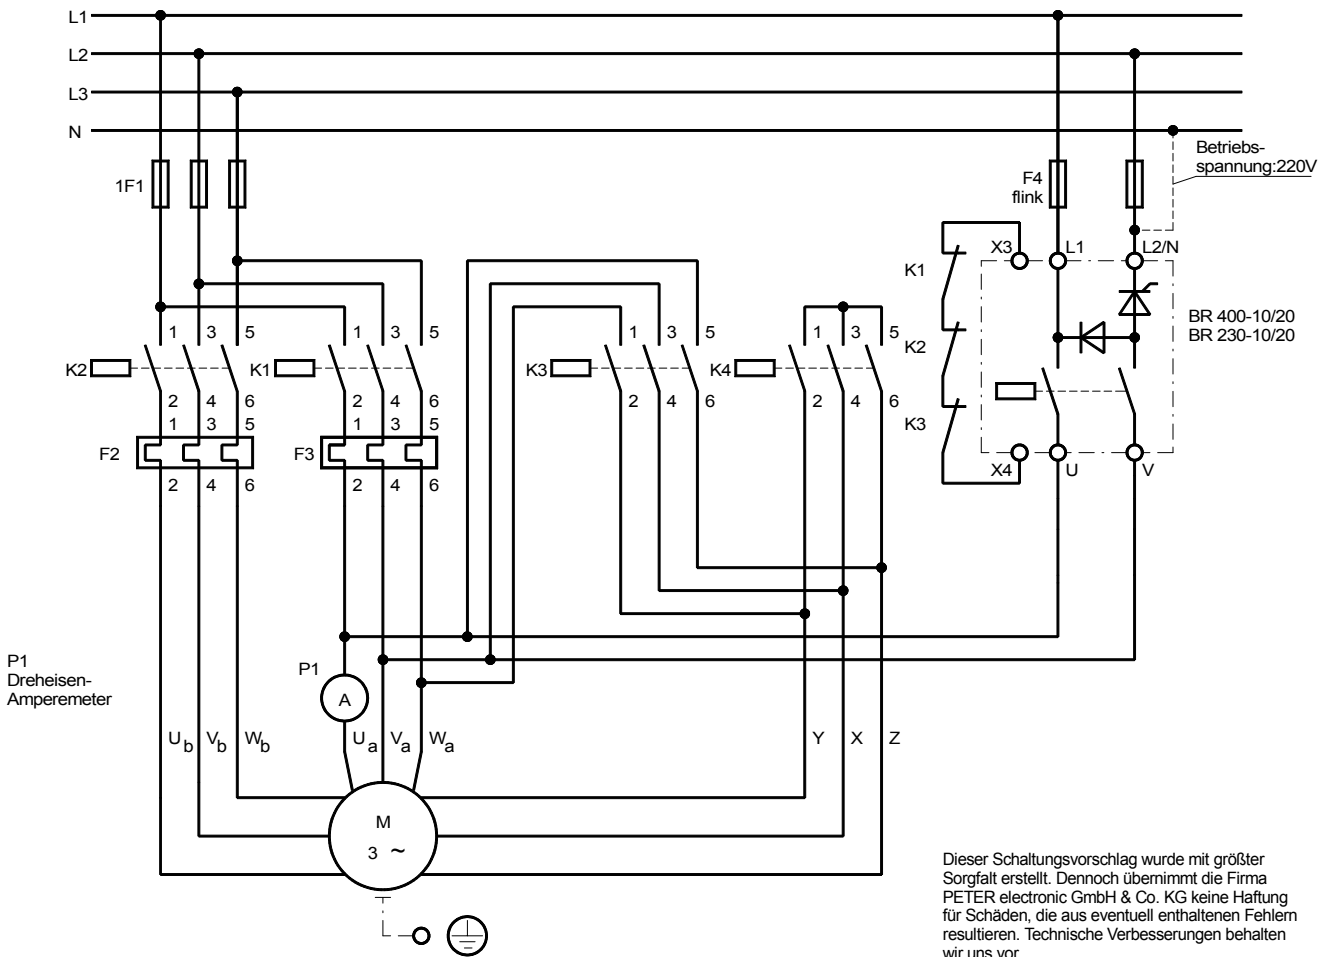 L1
L2
L3
N
Betriebs-
spannung:220V
1F1
F4
flink
X3 L1 L2/N
K1
BR 400-10/20
BR 230-10/20
1 3 5 1 3 5 1 3 5 1 3 5
K2 K1 K3 K4 K2
2 4 6 2 4 6 2 4 6 2 4 6
K3
1 3 5 1 3 5
F2 F3
X4 U V
2 4 6 2 4 6
P1
Dreheisen-
Amperemeter
P1
A
Ub Vb Wb Ua Va Wa Y X Z
M
3 ~
Dieser Schaltungsvorschlag wurde mit größter
Sorgfalt erstellt. Dennoch übernimmt die Firma
PETER electronic GmbH & Co. KG keine Haftung
für Schäden, die aus eventuell enthaltenen Fehlern
resultieren. Technische Verbesserungen behalten
wir uns vor